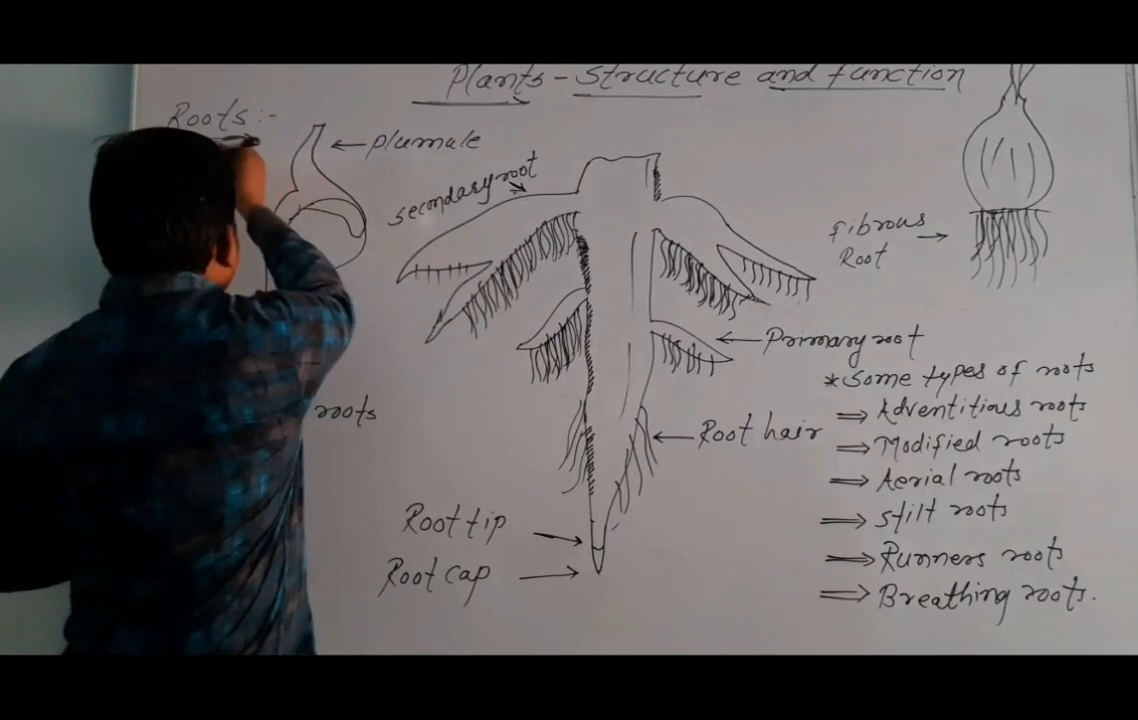 Plants - Structure and function
Roots :-
plumule
secondary root
Fibrous
Root
Primary root
*Some types of roots
⇒ Adventitious roots
roots
Root hair
⇒ Modified roots
⇒ Aerial roots
⇒ Stilt roots
Root tip
⇒ Runners roots
Root cap
⇒ Breathing roots.